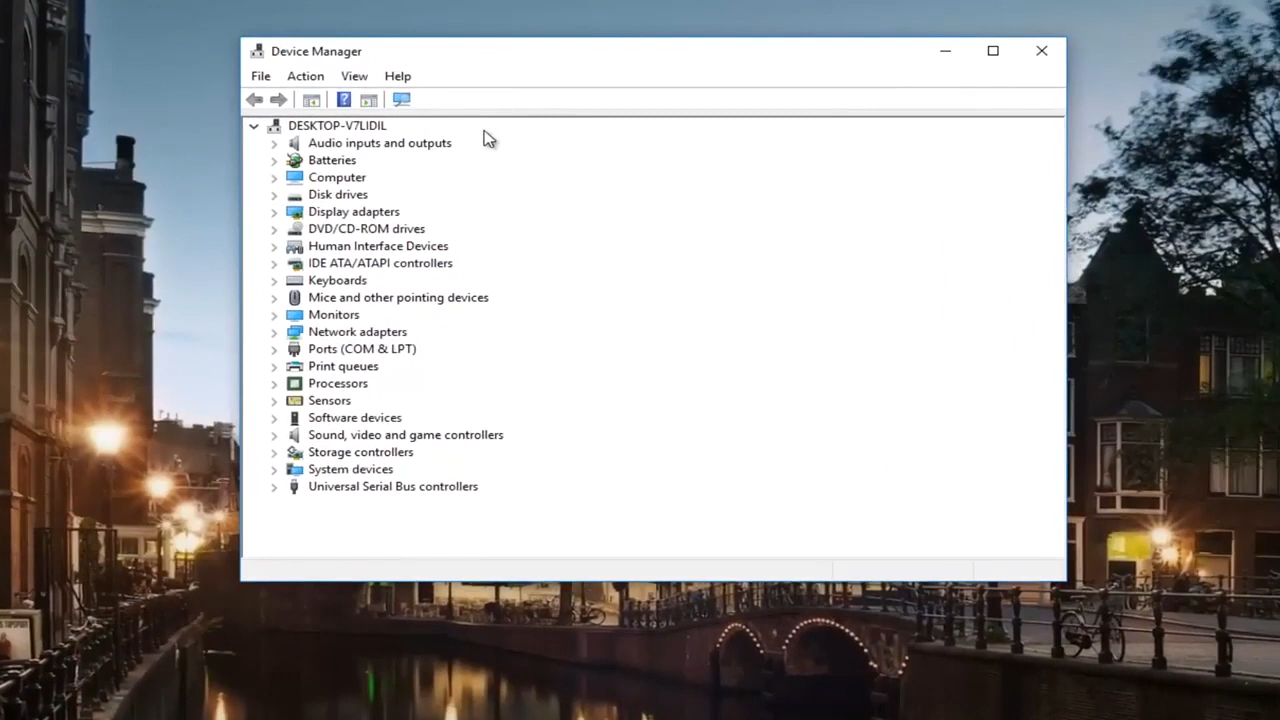 Device Manager
File Action View Help
DESKTOP-V7LIDIL
Audio inputs and outputs
Batteries
Computer
Disk drives
Display adapters
DVD/CD-ROM drives
Human Interface Devices
IDE ATA/ATAPI controllers
Keyboards
Mice and other pointing devices
Monitors
Network adapters
Ports (COM & LPT)
Print queues
Processors
Sensors
Software devices
Sound, video and game controllers
Storage controllers
System devices
Universal Serial Bus controllers